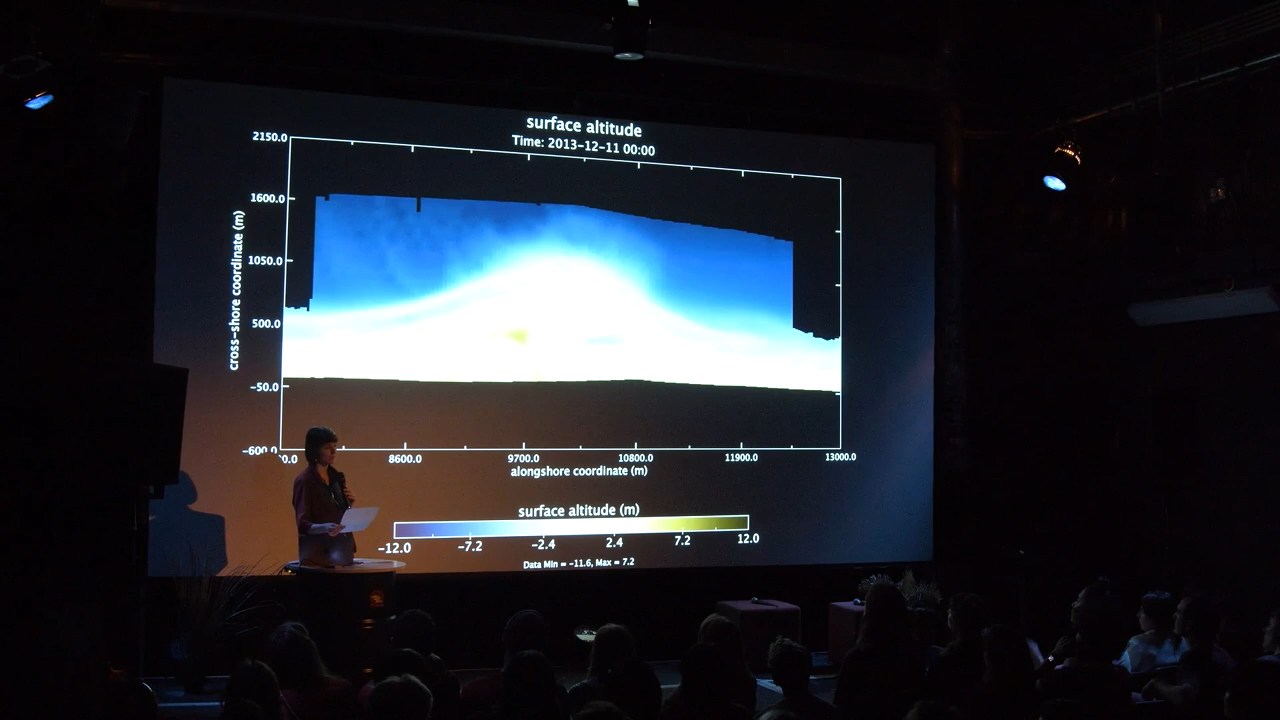 surface altitude
Time: 2013-12-11 00:00
2150.0
1600.0
1050.0
500.0
-50.0
-600.0
cross-shore coordinate (m)
8600.0
9700.0
10800.0
11900.0
13000.0
alongshore coordinate (m)
surface altitude (m)
-12.0
-7.2
-2.4
2.4
7.2
12.0
Data Min = -11.6, Max = 7.2